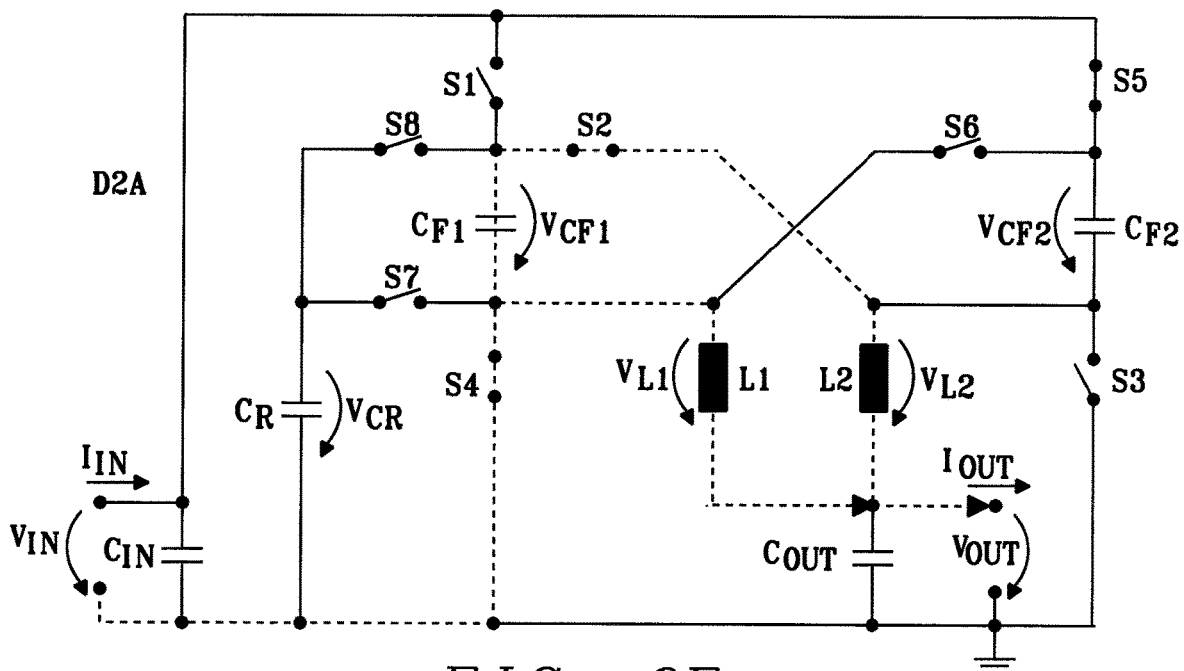 S1
S5
S8
S2
S6
D2A
CF1
VCF1
VCF2
CF2
S7
VL1
L1
L2
VL2
S3
S4
CR
VCR
IIN
IOUT
VIN
CIN
COUT
VOUT